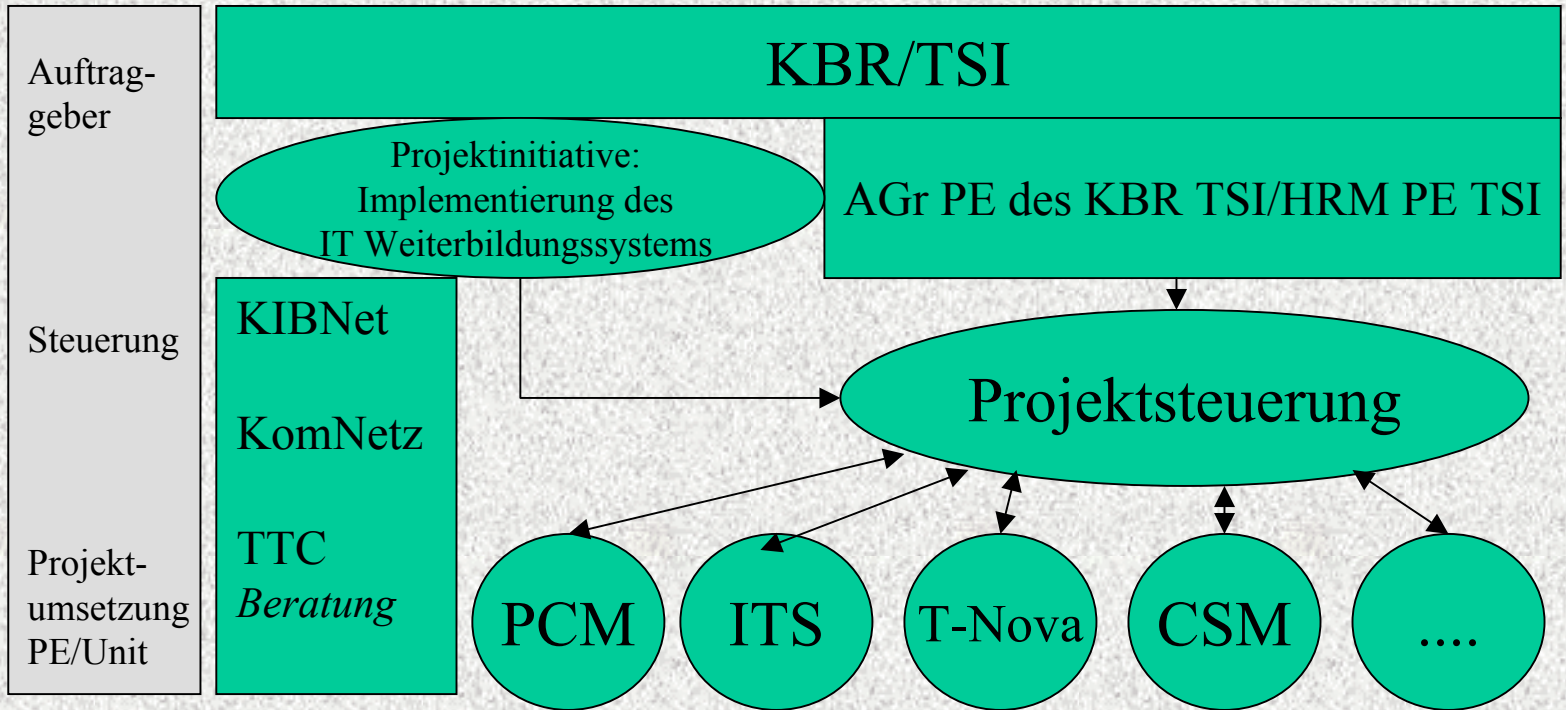 Auftrag-
geber
Steuerung
Projekt-
umsetzung
PE/Unit
KBR/TSI
Projektinitiative:
Implementierung des
IT Weiterbildungssystems
AGr PE des KBR TSI/HRM PE TSI
KIBNet
KomNetz
TTC
Beratung
Projektsteuerung
PCM
ITS
T-Nova
CSM
....